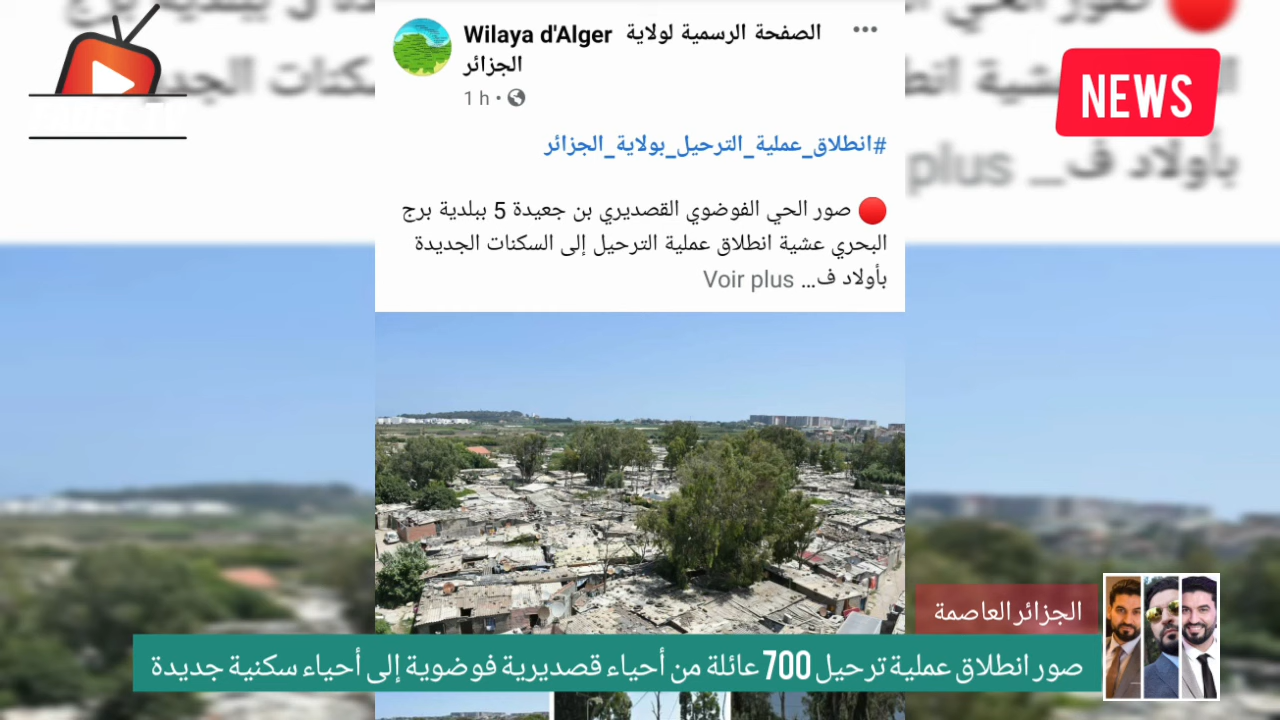 Wilaya d'Alger الصفحة الرسمية لولاية
الجزائر
1 h
NEWS
#انطلاق_عملية_الترحيل_بولاية_الجزائر
صور الحي الفوضوي القصديري بن جعيدة 5 ببلدية برج
البحري عشية انطلاق عملية الترحيل إلى السكنات الجديدة
بأولاد ف... Voir plus
الجزائر العاصمة
صور انطلاق عملية ترحيل 700 عائلة من أحياء قصديرية فوضوية إلى أحياء سكنية جديدة